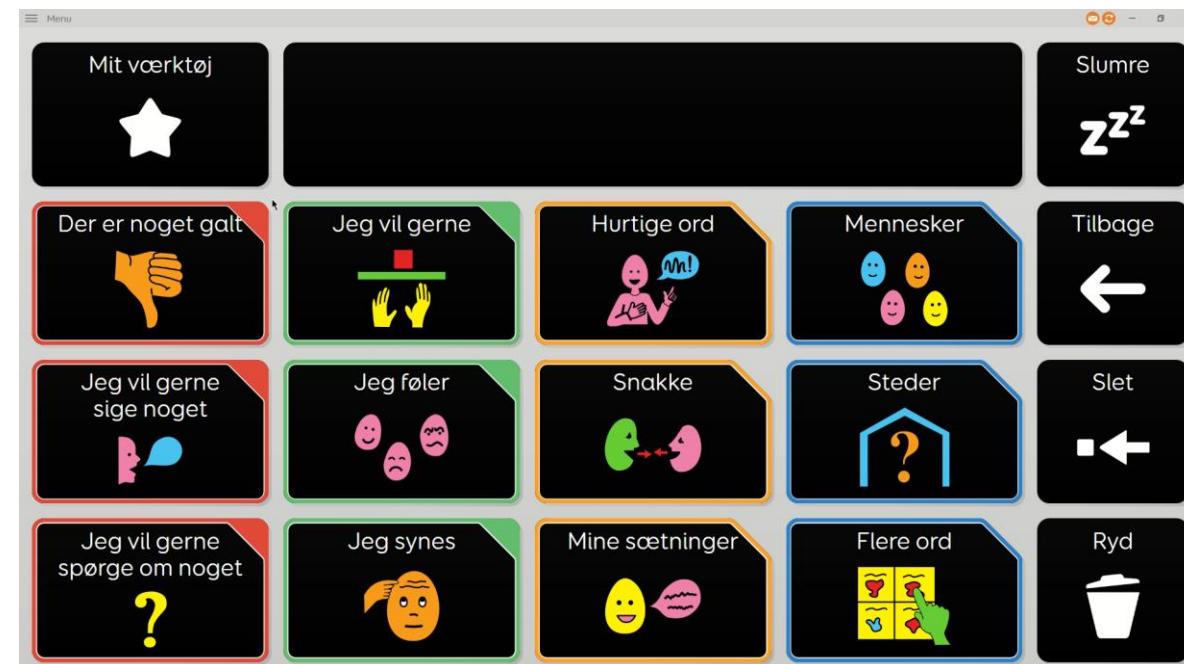 Menu
Mit værktøj
Slumre
zzz
Der er noget galt
Jeg vil gerne
Hurtige ord
Mennesker
Tilbage
Jeg vil gerne
sige noget
Jeg føler
Snakke
Steder
?
Slet
Jeg vil gerne
spørge om noget
?
Jeg synes
Mine sætninger
Flere ord
Ryd